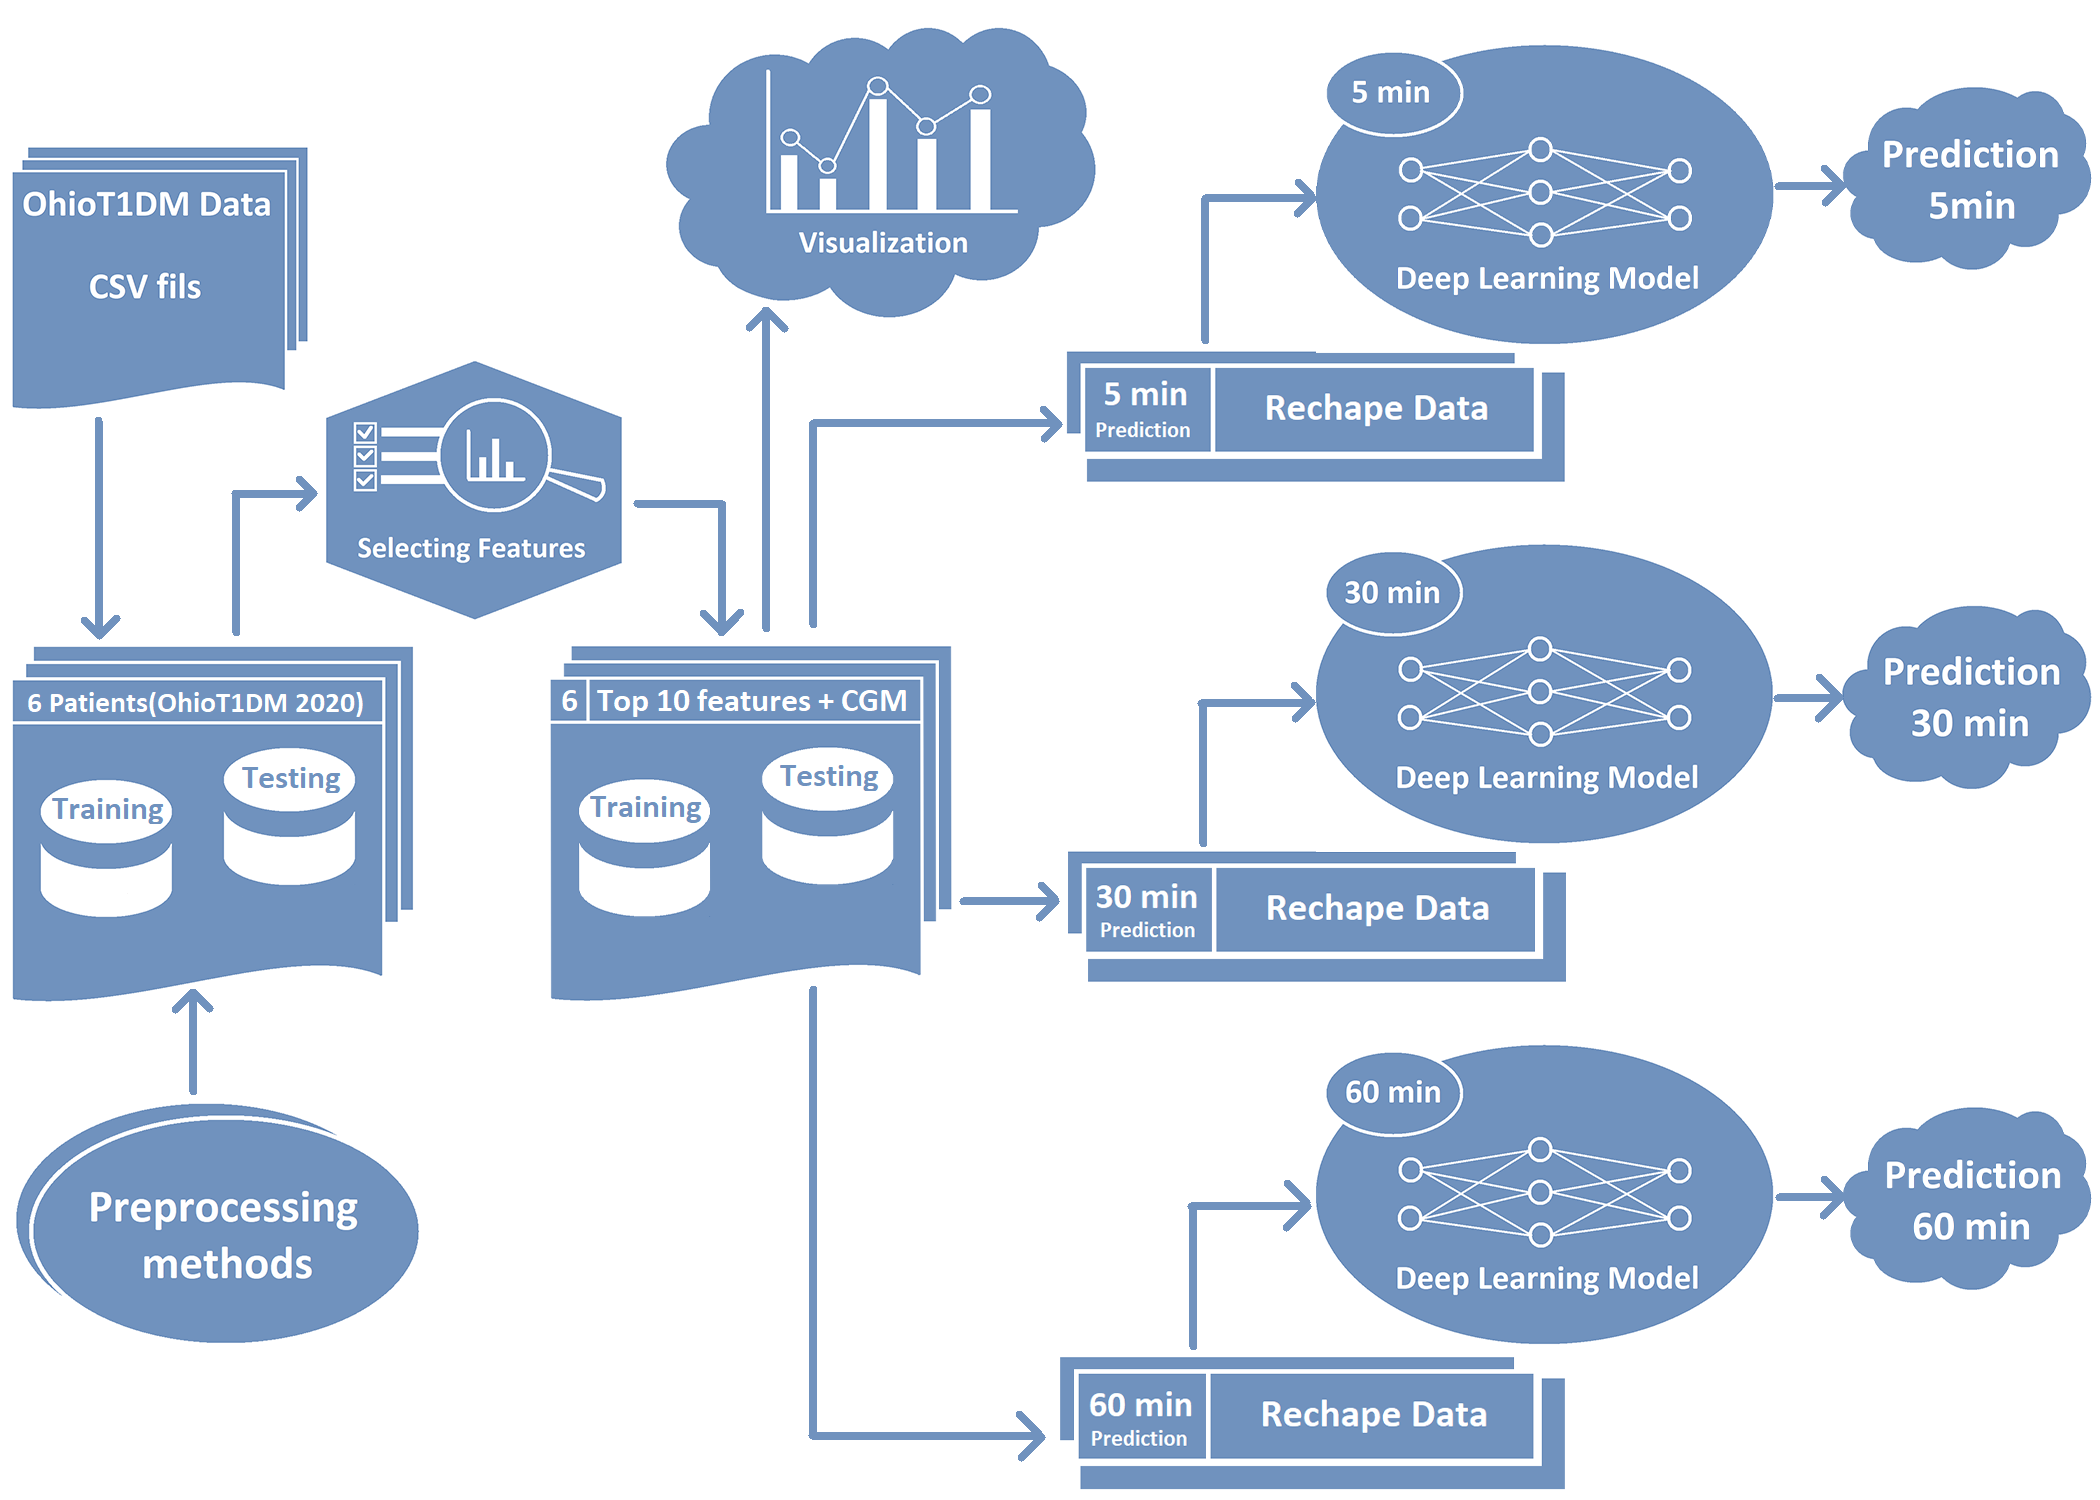 OhioT1DM Data
CSV fils
Selecting Features
6 Patients(OhioT1DM 2020)
Training
Testing
Preprocessing
methods
6 Top 10 features + CGM
Training
Testing
Visualization
5 min
Prediction
Rechape Data
5 min
Deep Learning Model
Prediction
5min
30 min
Prediction
Rechape Data
30 min
Deep Learning Model
Prediction
30 min
60 min
Prediction
Rechape Data
60 min
Deep Learning Model
Prediction
60 min